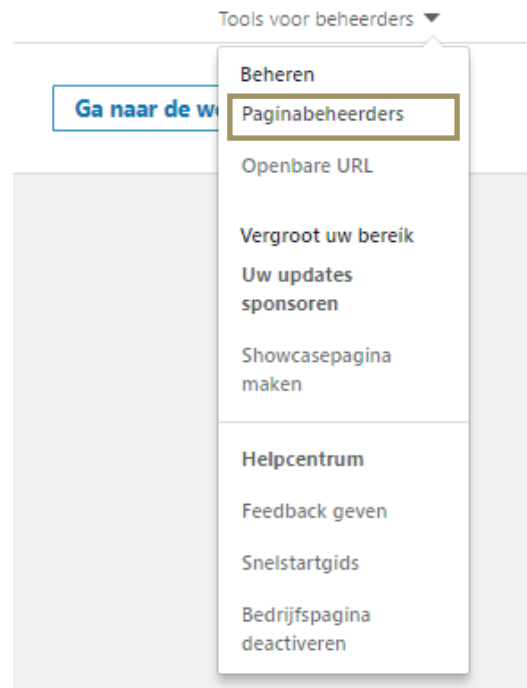 Tools voor beheerders
Beheren
Ga naar de w
Paginabeheerders
Openbare URL
Vergroot uw bereik
Uw updates
sponsoren
Showcasepagina
maken
Helpcentrum
Feedback geven
Snelstartgids
Bedrijfspagina
deactiveren